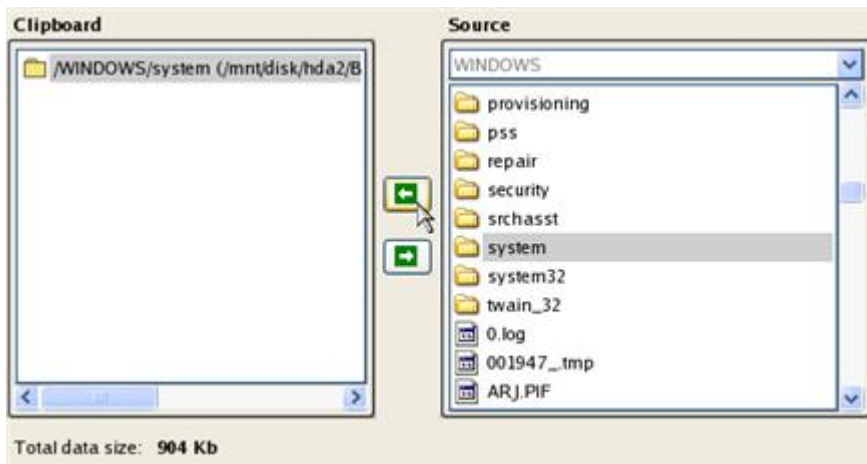 Clipboard
/WINDOWS/system (/mnt/disk/hda2/B
Source
WINDOWS
provisioning
pss
repair
security
srchasst
system
system32
twain_32
0.log
001947_.tmp
ARJ.PIF
Total data size: 904 Kb